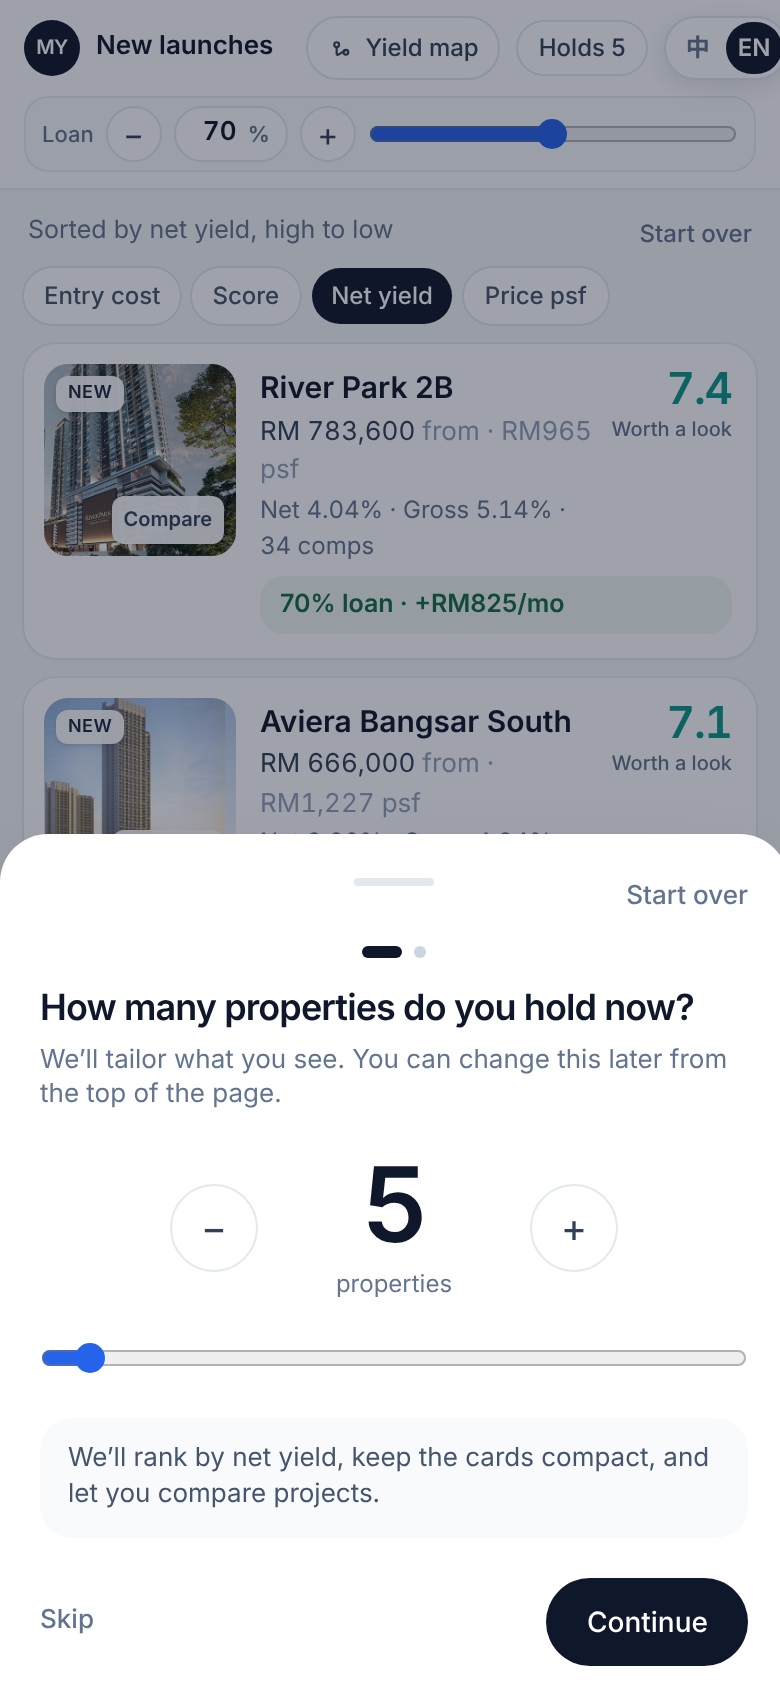 MY New launches Yield map Holds 5 中 EN
Loan − 70 % +
Sorted by net yield, high to low Start over
Entry cost Score Net yield Price psf
NEW
Compare
River Park 2B
RM 783,600 from · RM965
psf
Net 4.04% · Gross 5.14% ·
34 comps
70% loan · +RM825/mo
7.4
Worth a look
NEW
Aviera Bangsar South
RM 666,000 from ·
RM1,227 psf
7.1
Worth a look
Start over
How many properties do you hold now?
We’ll tailor what you see. You can change this later from
the top of the page.
− 5 +
properties
We’ll rank by net yield, keep the cards compact, and
let you compare projects.
Skip Continue